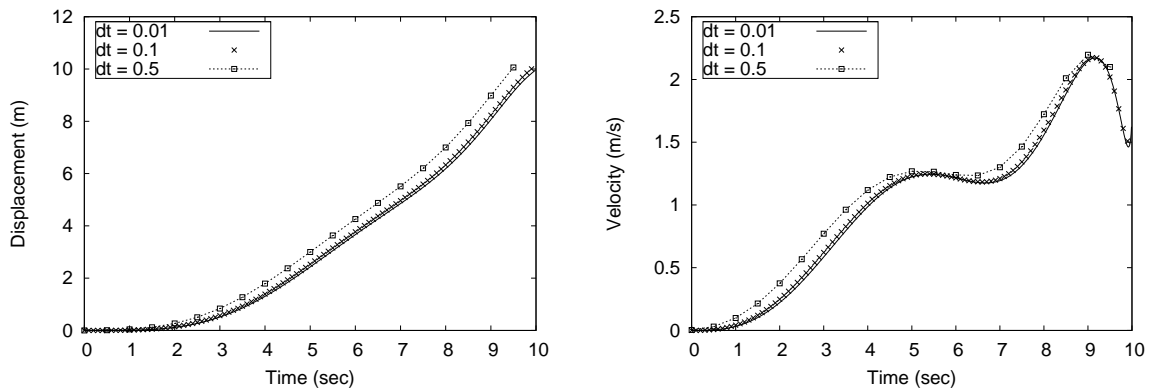 12
10
8
6
4
2
0
Displacement (m)
dt = 0.01
dt = 0.1
dt = 0.5
0 1 2 3 4 5 6 7 8 9 10
Time (sec)
2.5
2
1.5
1
0.5
0
Velocity (m/s)
dt = 0.01
dt = 0.1
dt = 0.5
0 1 2 3 4 5 6 7 8 9 10
Time (sec)